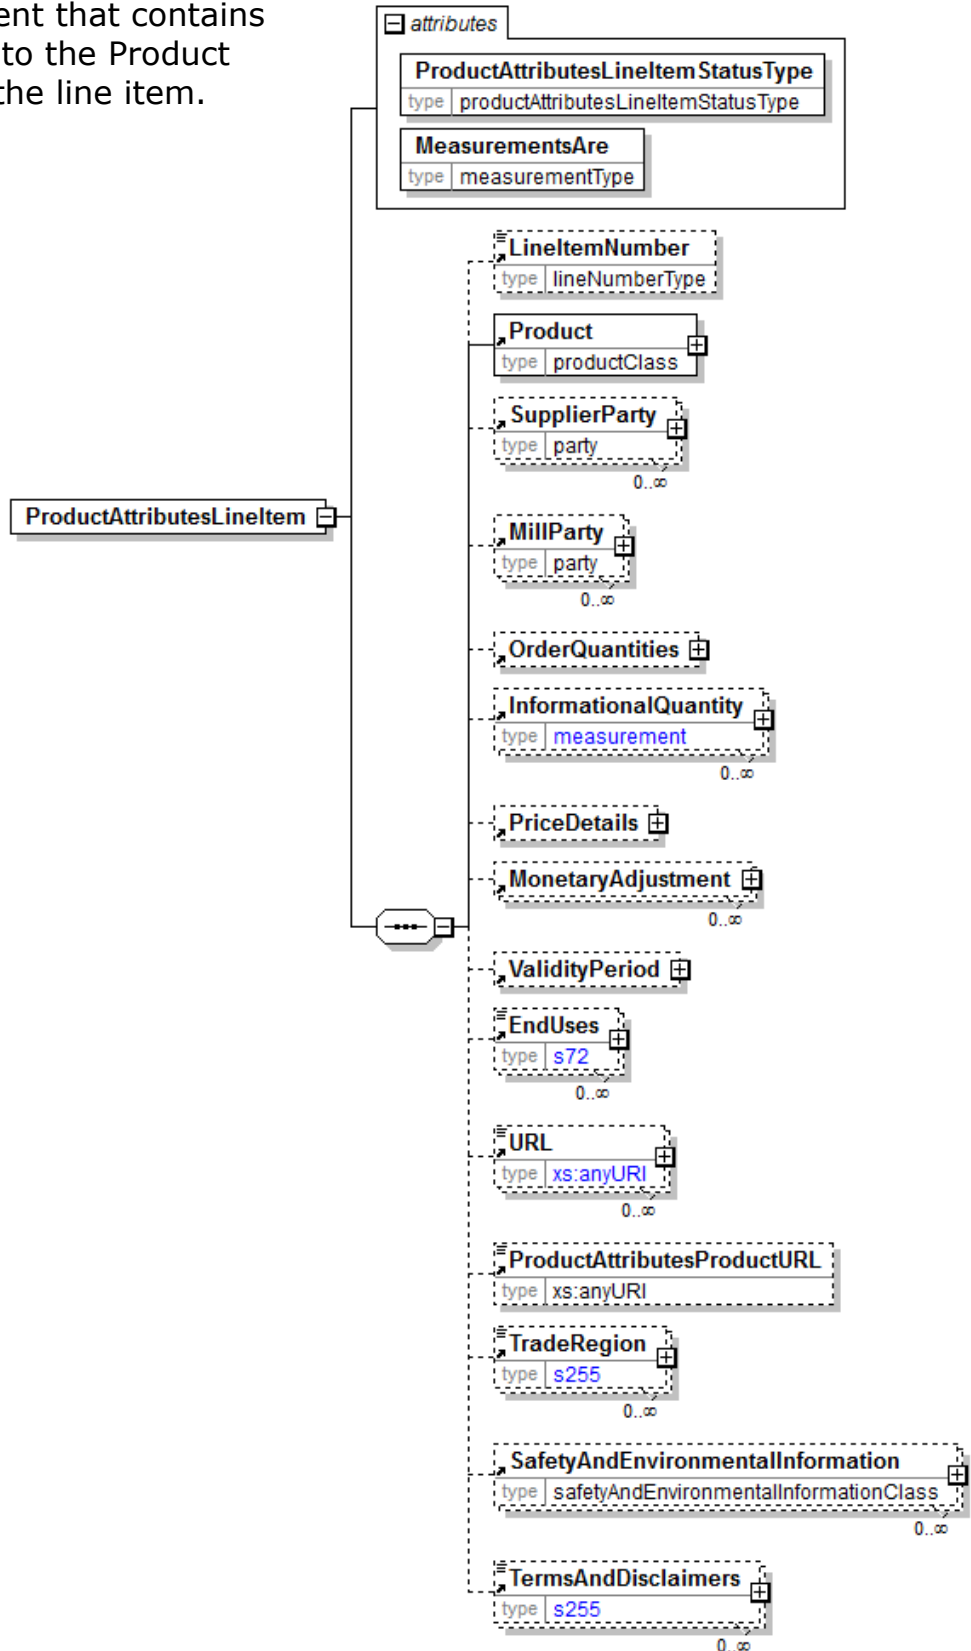 ent that contains
to the Product
the line item.
attributes
ProductAttributesLineItemStatusType
type productAttributesLineItemStatusType
MeasurementsAre
type measurementType
LineItemNumber
type lineNumberType
Product
type productClass
SupplierParty
type party
0..∞
ProductAttributesLineItem
MillParty
type party
0..∞
OrderQuantities
InformationalQuantity
type measurement
0..∞
PriceDetails
MonetaryAdjustment
0..∞
ValidityPeriod
EndUses
type s72
0..∞
URL
type xs:anyURI
0..∞
ProductAttributesProductURL
type xs:anyURI
TradeRegion
type s255
0..∞
SafetyAndEnvironmentalInformation
type safetyAndEnvironmentalInformationClass
0..∞
TermsAndDisclaimers
type s255
0..∞